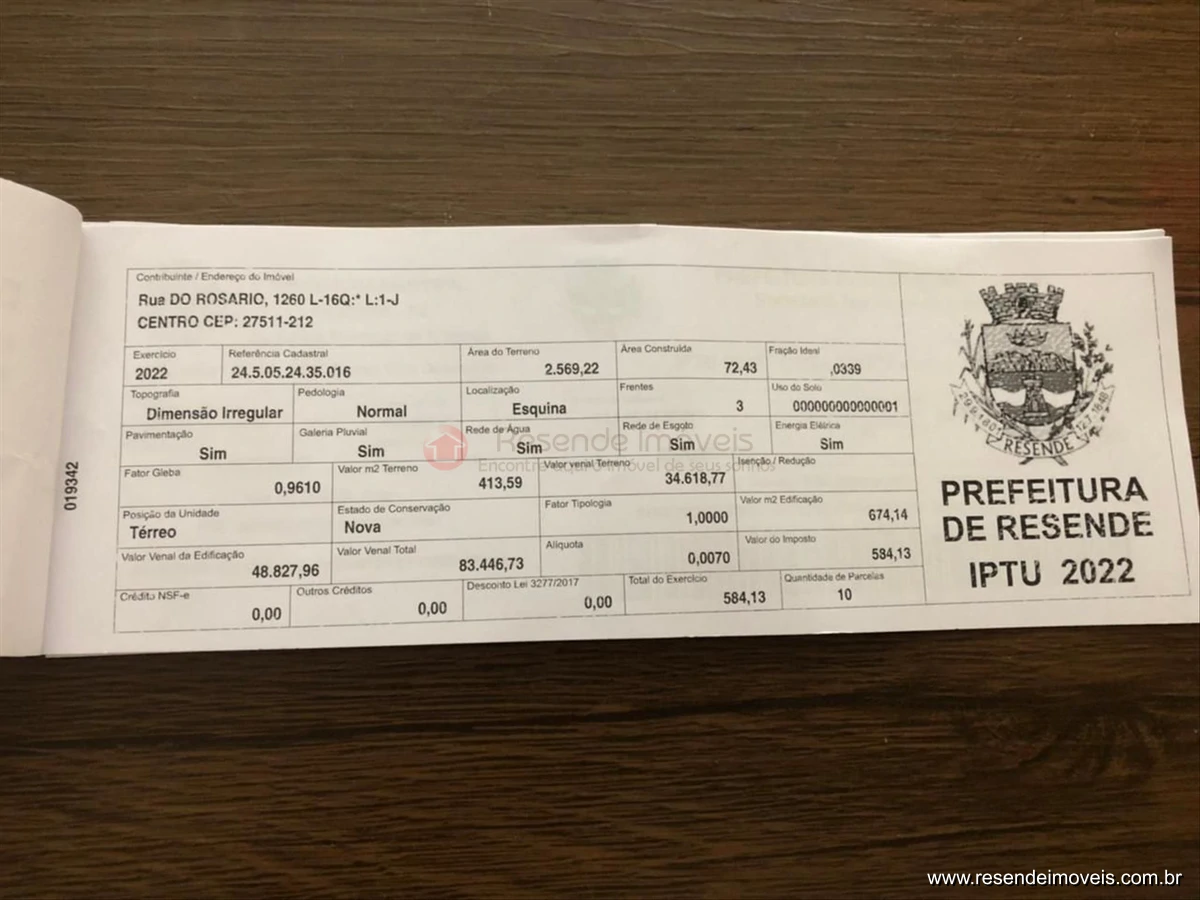 Contribuinte / Endereço do Imóvel
Rua DO ROSARIO, 1260 L-16Q:* L:1-J
CENTRO CEP: 27511-212
Exercício Referência Cadastral Área do Terreno Área Construída Fração Ideal
2022 24.5.05.24.35.016 2.569,22 72,43 ,0339
Topografia Pedologia Localização Frentes Uso do Solo
Dimensão Irregular Normal Esquina 3 000000000000001
Pavimentação Galeria Pluvial Rede de Água Rede de Esgoto Energia Elétrica
Sim Sim Sim Sim Sim
Resende Imoveis
Fator Gleba Valor m2 Terreno Valor venal Terreno Isenção / Redução
0,9610 413,59 34.618,77
Posição da Unidade Estado de Conservação Fator Tipologia Valor m2 Edificação
Térreo Nova 1,0000 674,14
Valor Venal da Edificação Valor Venal Total Alíquota Valor do Imposto
48.827,96 83.446,73 0,0070 584,13
Crédito NSF-e Outros Créditos Desconto Lei 3277/2017 Total do Exercício Quantidade de Parcelas
0,00 0,00 0,00 584,13 10
019342
RESENDE
PREFEITURA
DE RESENDE
IPTU 2022
www.resendeimoveis.com.br